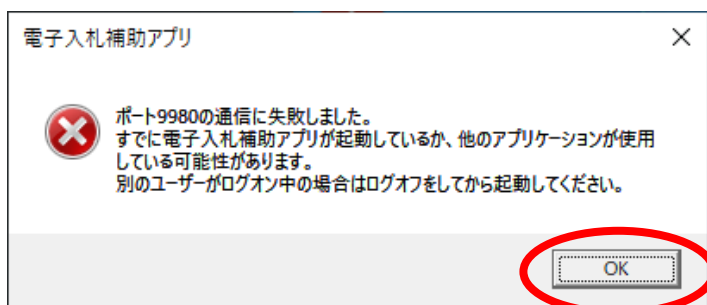 電子入札補助アプリ
ポート9980の通信に失敗しました。
すでに電子入札補助アプリが起動しているか、他のアプリケーションが使用
している可能性があります。
別のユーザーがログオン中の場合はログオフをしてから起動してください。
OK